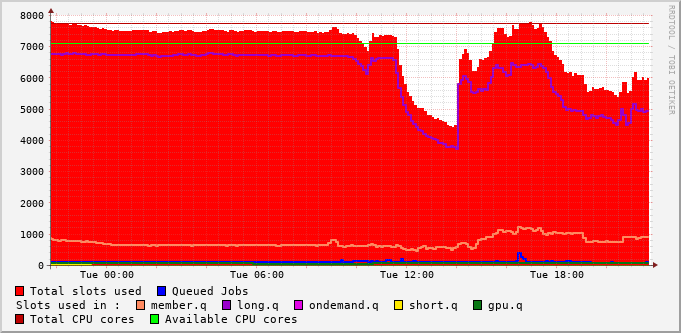 8000
7000
6000
5000
4000
3000
2000
1000
0
Tue 00:00 Tue 06:00 Tue 12:00 Tue 18:00
RRDTOOL / TOBI OETIKER
Total slots used Queued Jobs
Slots used in : member.q long.q ondemand.q short.q gpu.q
Total CPU cores Available CPU cores